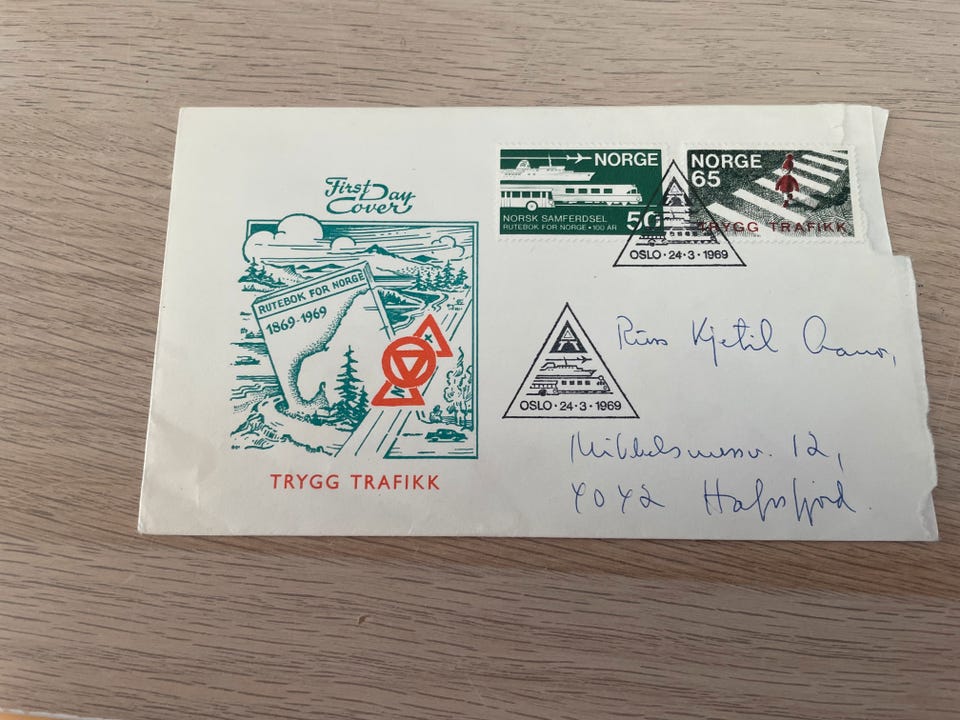 First Day
Cover
RUTEBOK FOR NORGE
1869-1969
TRYGG TRAFIKK
NORGE
NORSK SAMFERDSEL
RUTEBOK FOR NORGE • 100 ÅR
50
NORGE
65
TRYGG TRAFIKK
OSLO · 24·3·1969
OSLO · 24·3·1969
Kjetil
12,
4042 Hafrsfjord.